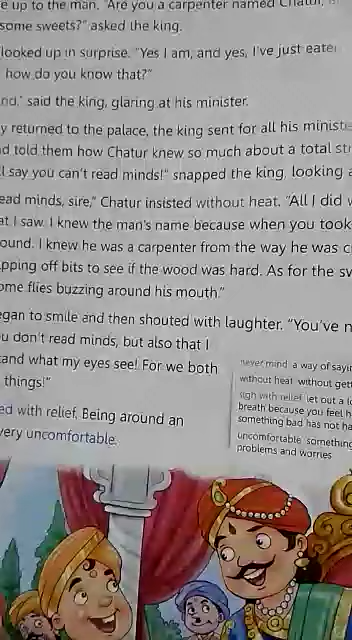 e up to the man. "Are you a carpenter named Chatur,
some sweets?" asked the king.
looked up in surprise. "Yes I am, and yes, I've just eate
how do you know that?"
nd," said the king, glaring at his minister.
y returned to the palace, the king sent for all his ministe
d told them how Chatur knew so much about a total str
l say you can't read minds!" snapped the king, looking a
ead minds, sire," Chatur insisted without heat. "All I did w
at I saw. I knew the man's name because when you took
ound. I knew he was a carpenter from the way he was c
pping off bits to see if the wood was hard. As for the sw
ome flies buzzing around his mouth."
egan to smile and then shouted with laughter. "You've n
u don't read minds, but also that I
tand what my eyes see! For we both
things!"
ed with relief. Being around an
very uncomfortable.
never mind a way of sayin
without heat without gett
sigh with relief let out a lo
breath because you feel h
something bad has not ha
uncomfortable something
problems and worries